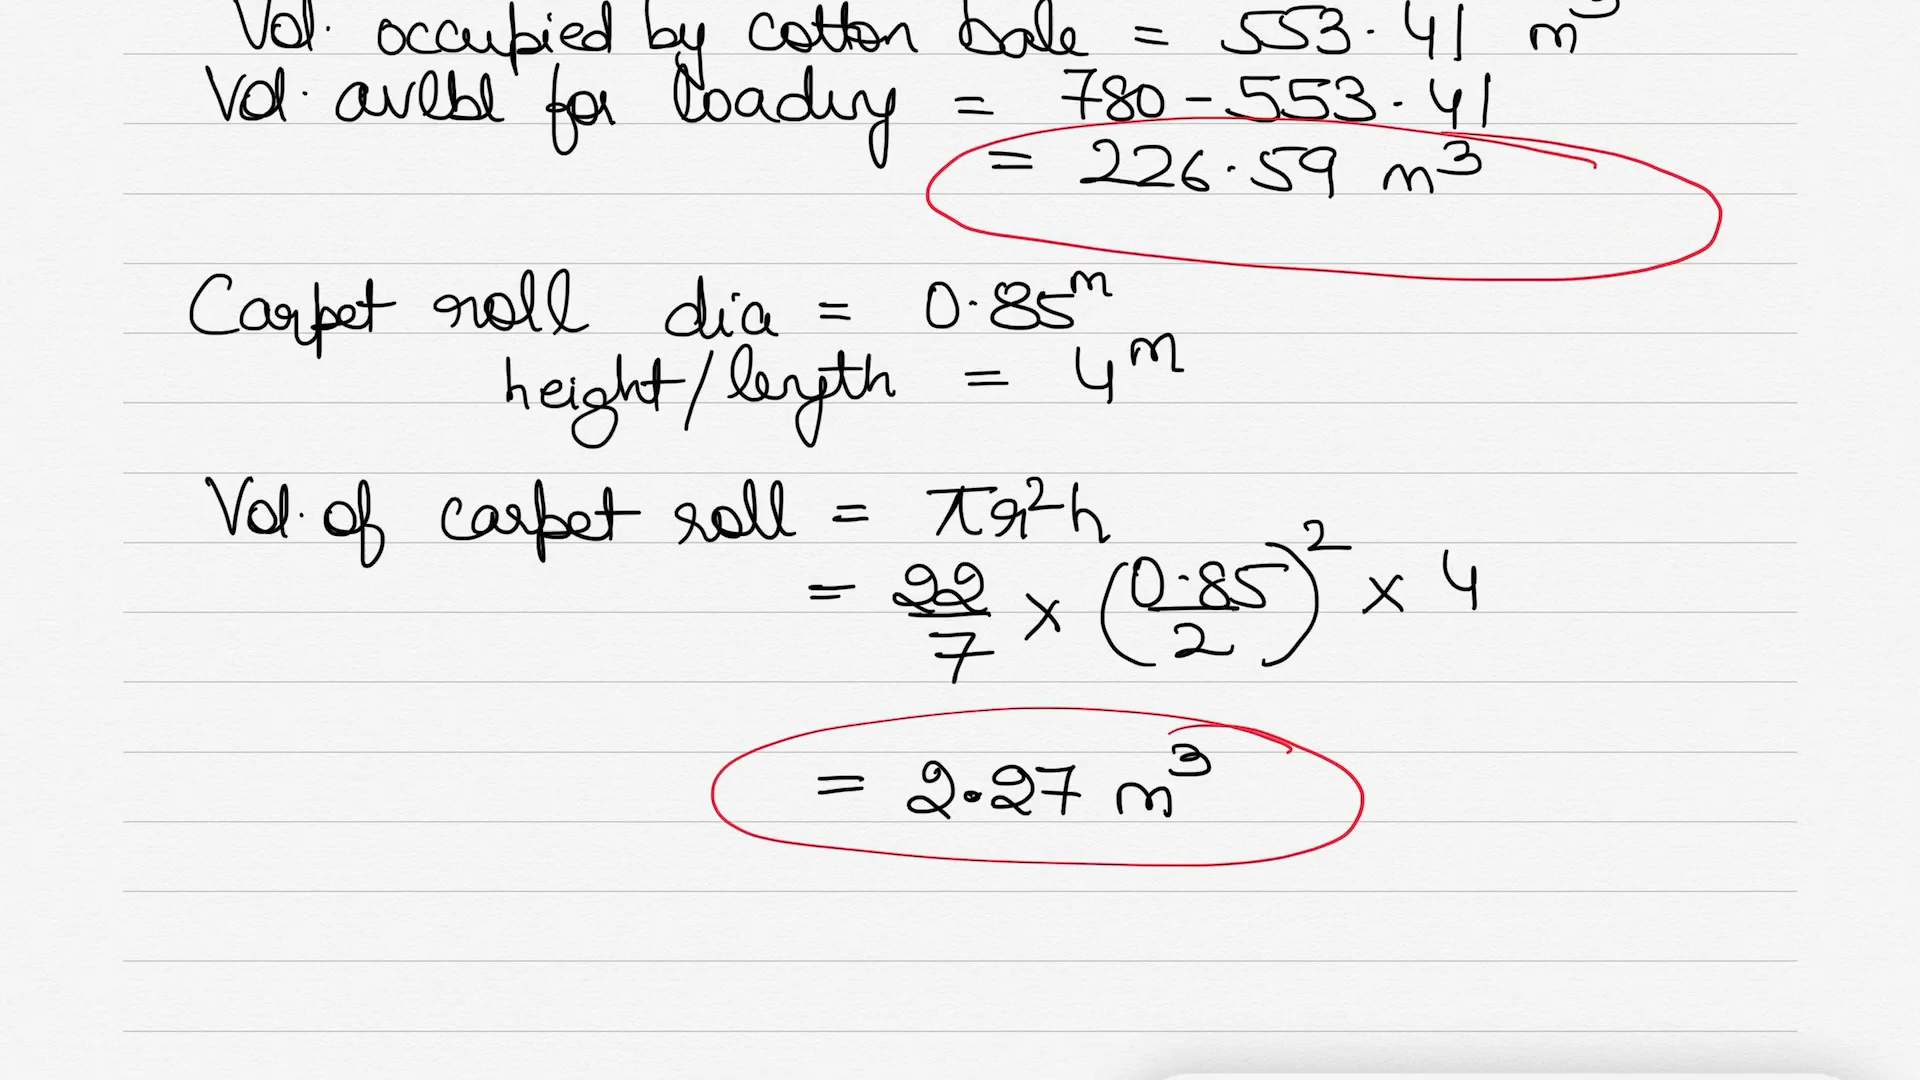 Vol. occupied by cotton bale = 553.41 m³
Vol. avlbl for loading = 780 - 553.41
= 226.59 m³
Carpet roll dia = 0.85ᵐ
height/length = 4ᵐ
Vol. of carpet roll = πr²h
= 22/7 × (0.85/2)² × 4
= 2.27 m³